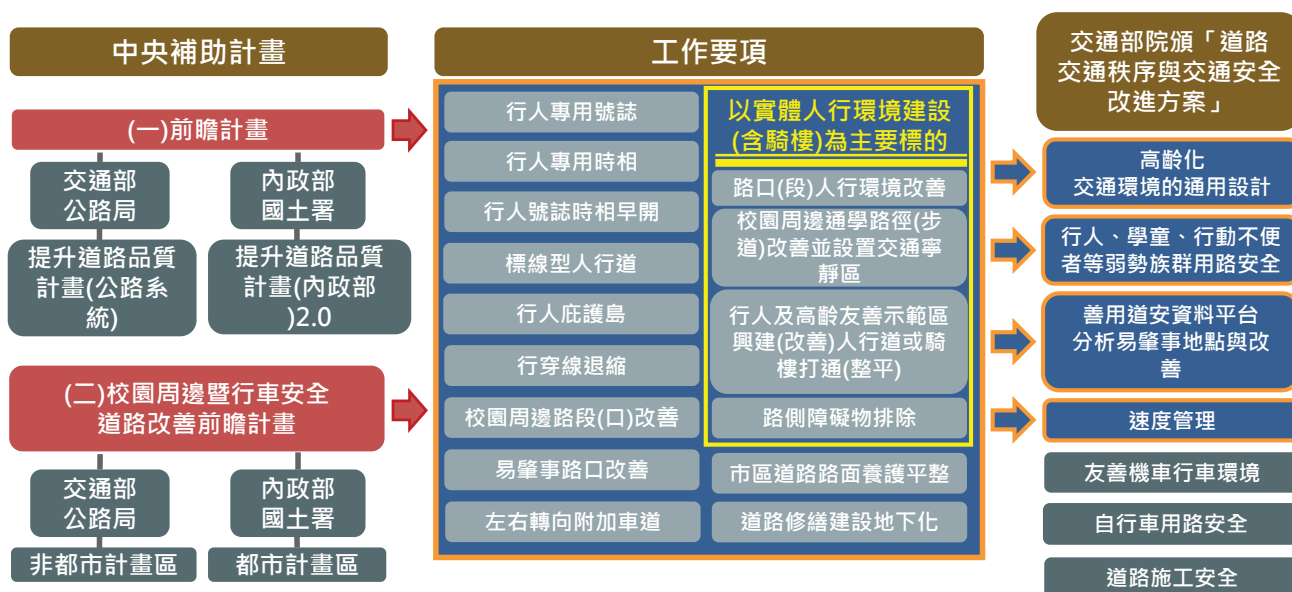 中央補助計畫
(一)前瞻計畫
交通部
公路局
內政部
國土署
提升道路品質
計畫(公路系
統)
提升道路品質
計畫(內政部
)2.0
(二)校園周邊暨行車安全
道路改善前瞻計畫
交通部
公路局
內政部
國土署
非都市計畫區
都市計畫區
工作要項
行人專用號誌
行人專用時相
行人號誌時相早開
標線型人行道
行人庇護島
行穿線退縮
校園周邊路段(口)改善
易肇事路口改善
左右轉向附加車道
以實體人行環境建設
(含騎樓)為主要標的
路口(段)人行環境改善
校園周邊通學路徑(步
道)改善並設置交通寧
靜區
行人及高齡友善示範區
興建(改善)人行道或騎
樓打通(整平)
路側障礙物排除
市區道路路面養護平整
道路修繕建設地下化
交通部院頒「道路
交通秩序與交通安全
改進方案」
高齡化
交通環境的通用設計
行人、學童、行動不便
者等弱勢族群用路安全
善用道安資料平台
分析易肇事地點與改
善
速度管理
友善機車行車環境
自行車用路安全
道路施工安全